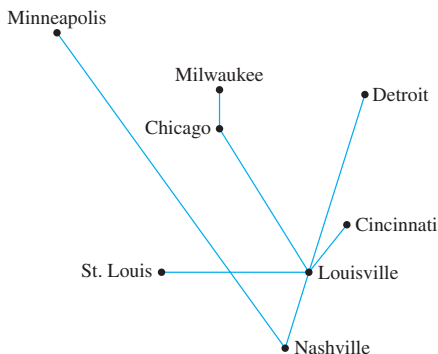 Minneapolis
Milwaukee
Detroit
Chicago
Cincinnati
St. Louis
Louisville
Nashville